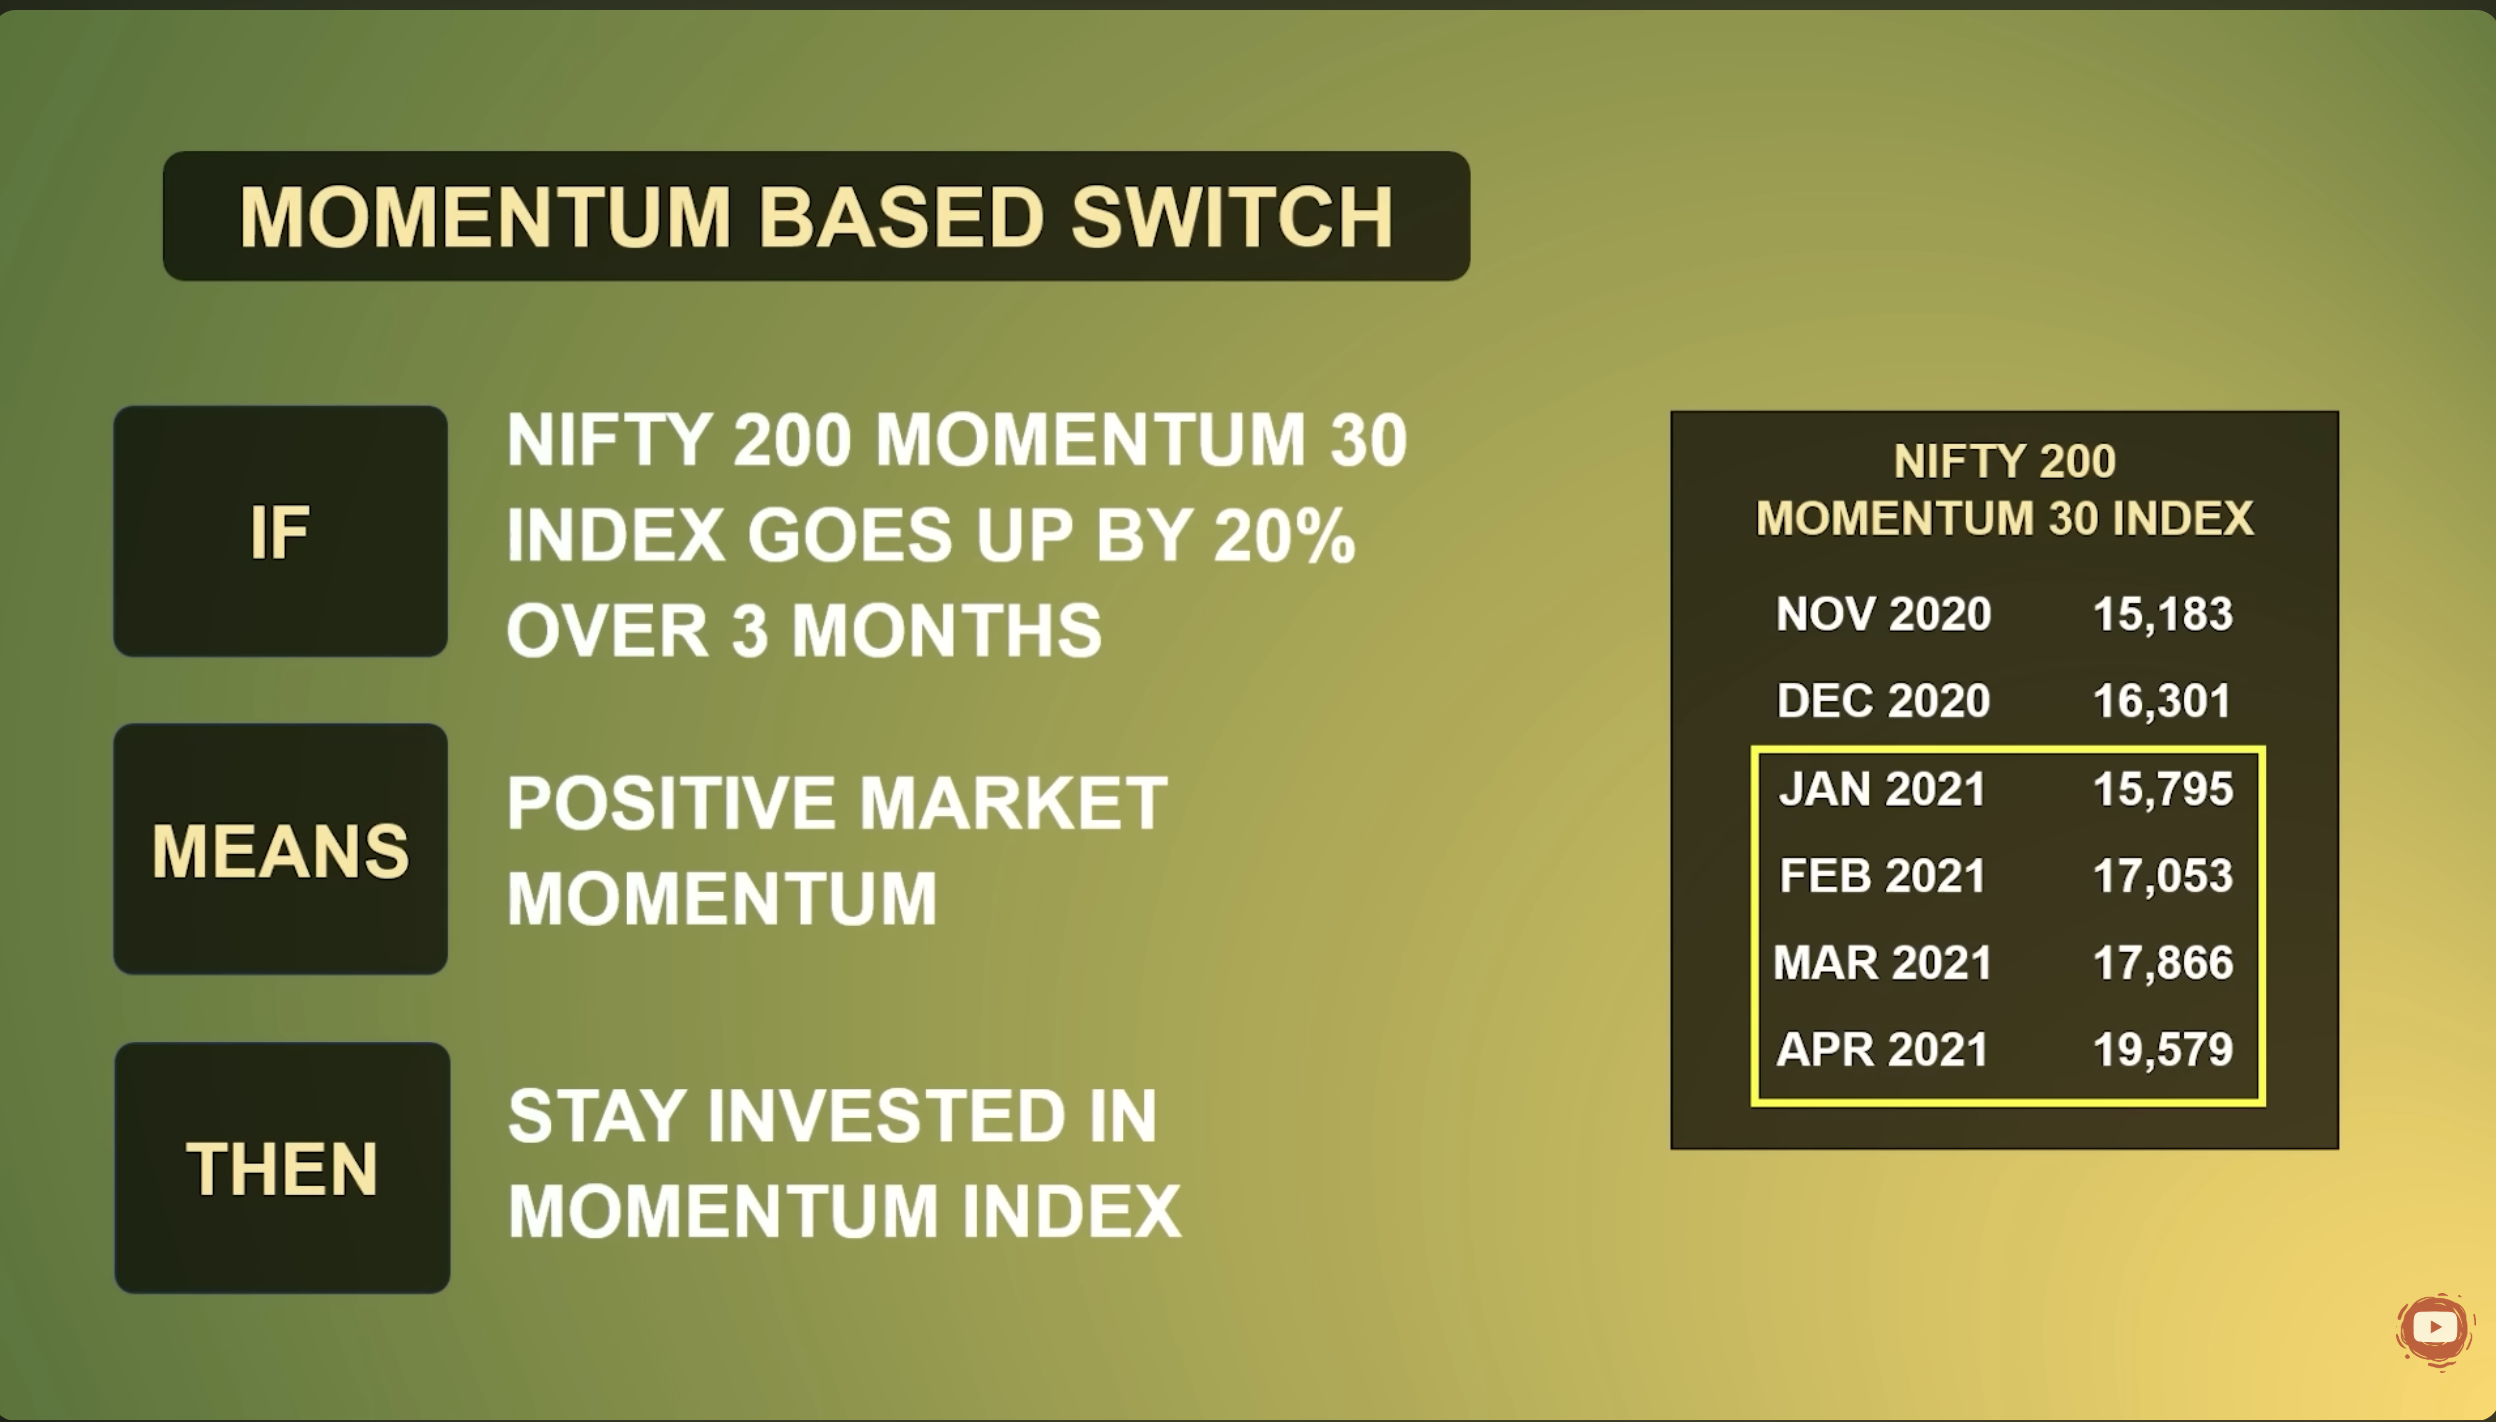 MOMENTUM BASED SWITCH
IF
NIFTY 200 MOMENTUM 30
INDEX GOES UP BY 20%
OVER 3 MONTHS
MEANS
POSITIVE MARKET
MOMENTUM
THEN
STAY INVESTED IN
MOMENTUM INDEX
NIFTY 200
MOMENTUM 30 INDEX
NOV 2020 15,183
DEC 2020 16,301
JAN 2021 15,795
FEB 2021 17,053
MAR 2021 17,866
APR 2021 19,579